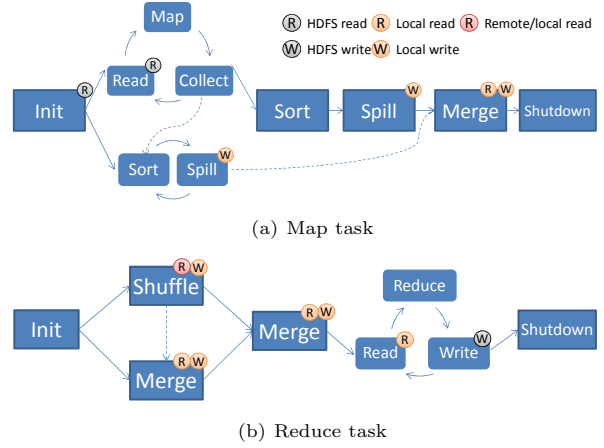 Map
R HDFS read R Local read R Remote/local read
W HDFS write W Local write
R
R
Read
Collect
Init
Sort
W
Spill
R W
Merge
Shutdown
Sort
W
Spill
(a) Map task
R W
Shuffle
Reduce
Init
R W
Merge
R
Read
W
Write
Shutdown
R W
Merge
(b) Reduce task